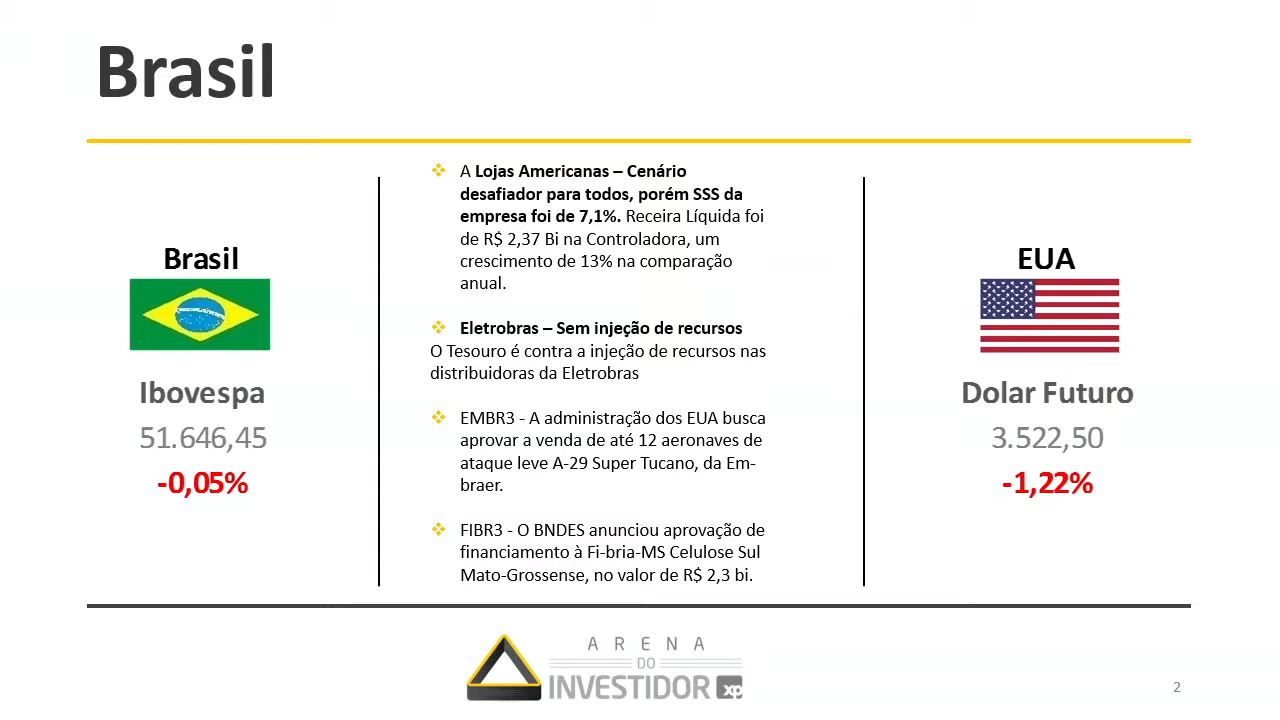 Brasil
Brasil
Ibovespa
51.646,45
-0,05%
A Lojas Americanas – Cenário
desafiador para todos, porém SSS da
empresa foi de 7,1%. Receira Líquida foi
de R$ 2,37 Bi na Controladora, um
crescimento de 13% na comparação
anual.
Eletrobras – Sem injeção de recursos
O Tesouro é contra a injeção de recursos nas
distribuidoras da Eletrobras
EMBR3 - A administração dos EUA busca
aprovar a venda de até 12 aeronaves de
ataque leve A-29 Super Tucano, da Em-
braer.
FIBR3 - O BNDES anunciou aprovação de
financiamento à Fi-bria-MS Celulose Sul
Mato-Grossense, no valor de R$ 2,3 bi.
EUA
Dolar Futuro
3.522,50
-1,22%
ARENA
DO
INVESTIDOR xp
2